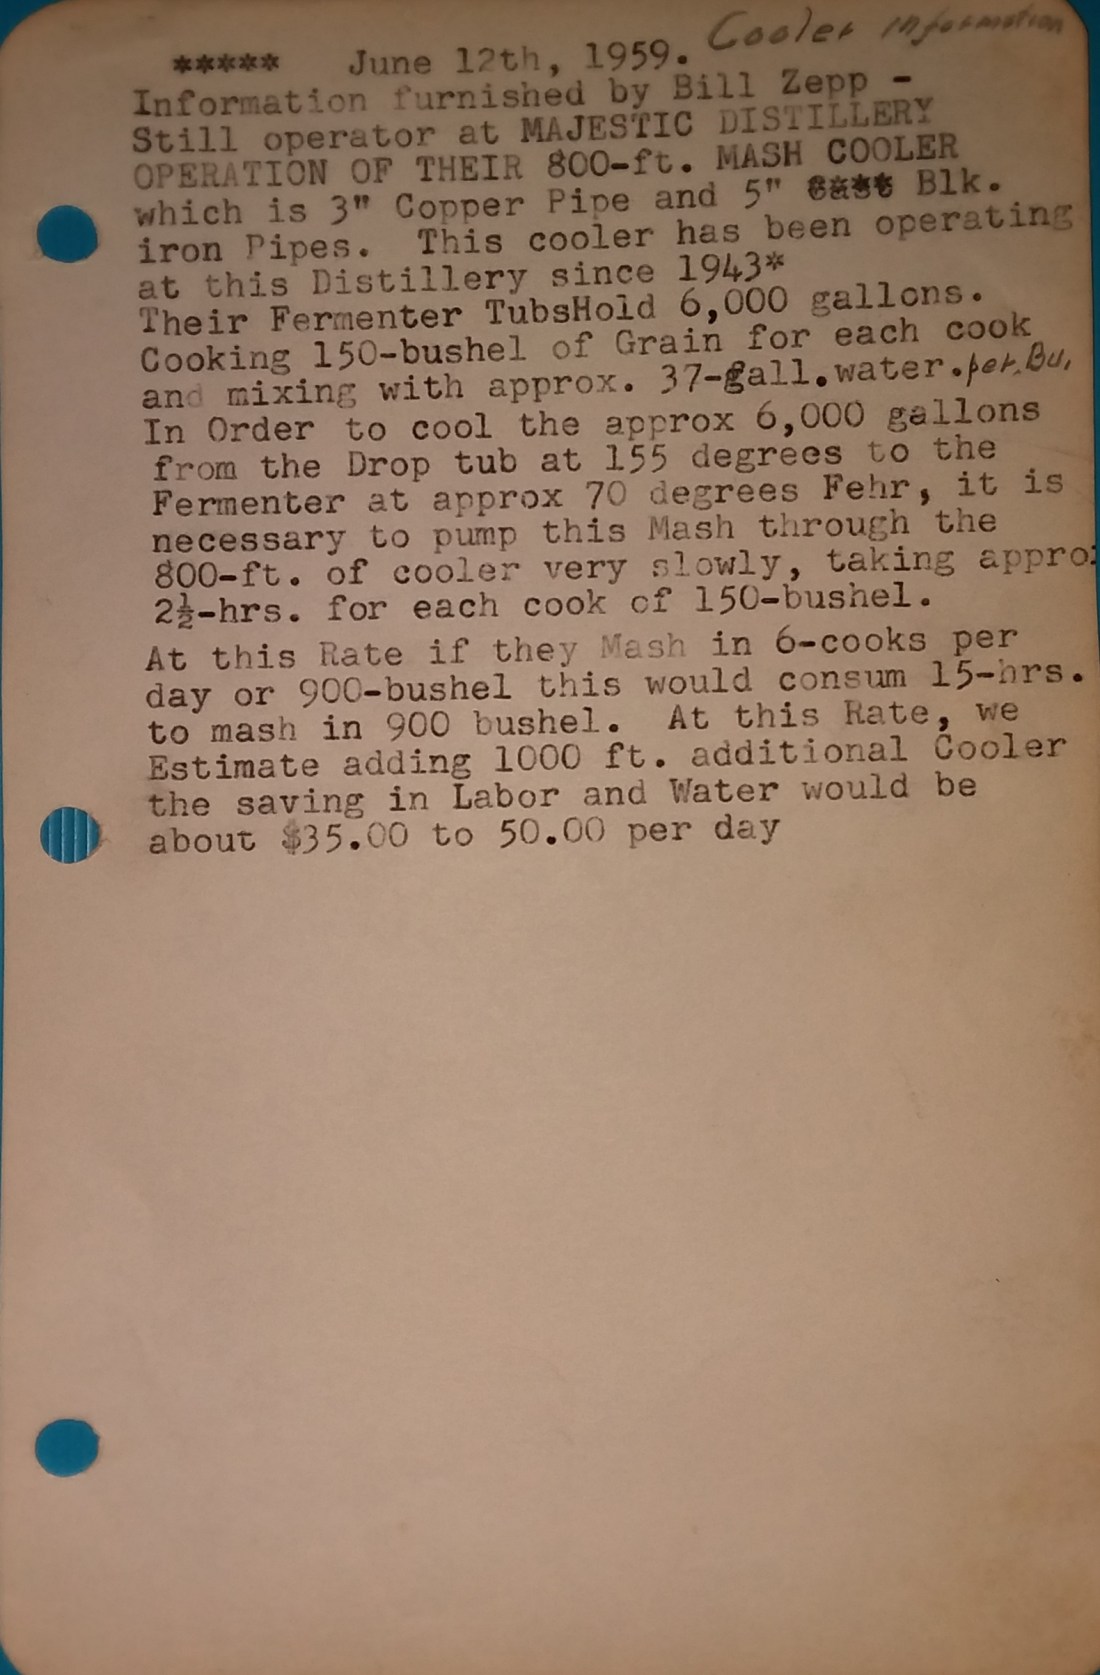 Cooler Information
***** June 12th, 1959.
Information furnished by Bill Zepp -
Still operator at MAJESTIC DISTILLERY
OPERATION OF THEIR 800-ft. MASH COOLER
which is 3" Copper Pipe and 5" Blk.
iron Pipes. This cooler has been operating
at this Distillery since 1943*
Their Fermenter TubsHold 6,000 gallons.
Cooking 150-bushel of Grain for each cook
and mixing with approx. 37-gall.water.per.Bu,
In Order to cool the approx 6,000 gallons
from the Drop tub at 155 degrees to the
Fermenter at approx 70 degrees Fehr, it is
necessary to pump this Mash through the
800-ft. of cooler very slowly, taking appro
2½-hrs. for each cook of 150-bushel.
At this Rate if they Mash in 6-cooks per
day or 900-bushel this would consum 15-hrs.
to mash in 900 bushel. At this Rate, we
Estimate adding 1000 ft. additional Cooler
the saving in Labor and Water would be
about $35.00 to 50.00 per day